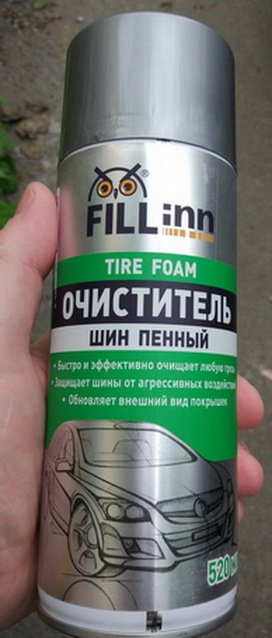 FILLinn®
TIRE FOAM
ОЧИСТИТЕЛЬ
ШИН ПЕННЫЙ
• Быстро и эффективно очищает любую грязь
• Защищает шины от агрессивных воздействий
• Обновляет внешний вид покрышек
520